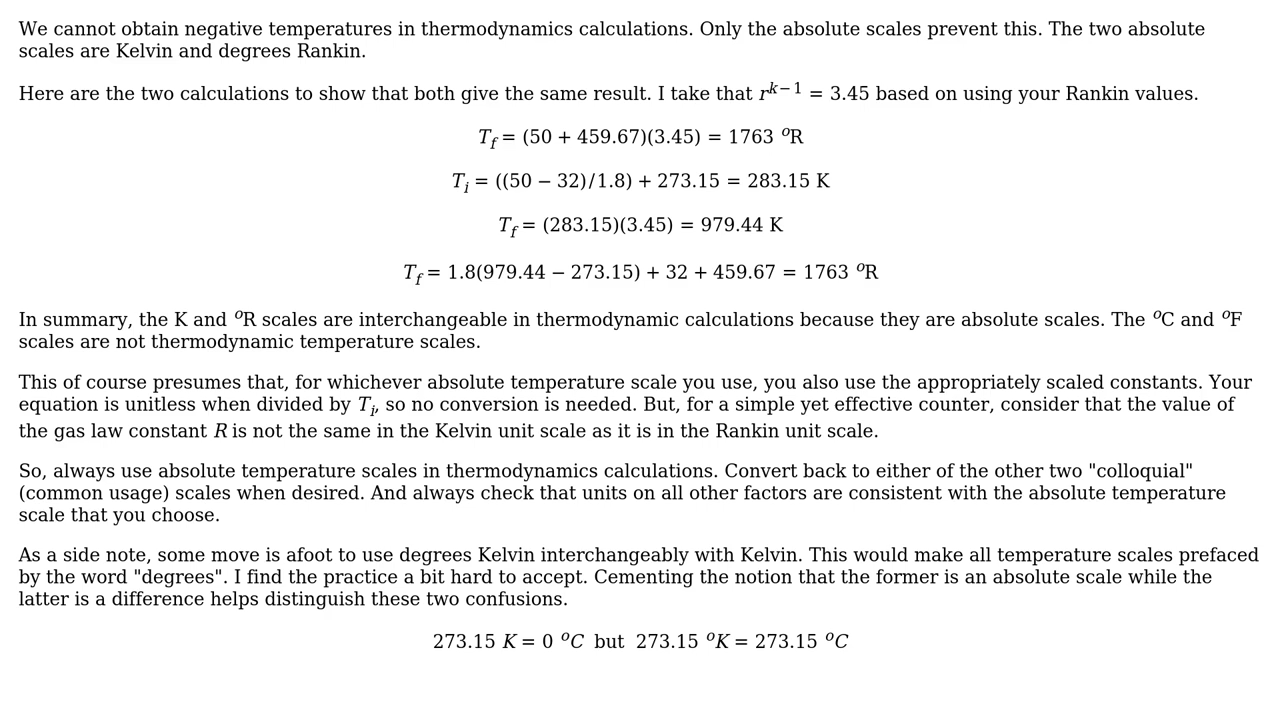 We cannot obtain negative temperatures in thermodynamics calculations. Only the absolute scales prevent this. The two absolute
scales are Kelvin and degrees Rankin.
Here are the two calculations to show that both give the same result. I take that r^{k−1} = 3.45 based on using your Rankin values.
T_f = (50 + 459.67)(3.45) = 1763 ^oR
T_i = ((50 − 32)/1.8) + 273.15 = 283.15 K
T_f = (283.15)(3.45) = 979.44 K
T_f = 1.8(979.44 − 273.15) + 32 + 459.67 = 1763 ^oR
In summary, the K and ^oR scales are interchangeable in thermodynamic calculations because they are absolute scales. The ^oC and ^oF
scales are not thermodynamic temperature scales.
This of course presumes that, for whichever absolute temperature scale you use, you also use the appropriately scaled constants. Your
equation is unitless when divided by T_i, so no conversion is needed. But, for a simple yet effective counter, consider that the value of
the gas law constant R is not the same in the Kelvin unit scale as it is in the Rankin unit scale.
So, always use absolute temperature scales in thermodynamics calculations. Convert back to either of the other two "colloquial"
(common usage) scales when desired. And always check that units on all other factors are consistent with the absolute temperature
scale that you choose.
As a side note, some move is afoot to use degrees Kelvin interchangeably with Kelvin. This would make all temperature scales prefaced
by the word "degrees". I find the practice a bit hard to accept. Cementing the notion that the former is an absolute scale while the
latter is a difference helps distinguish these two confusions.
273.15 K = 0 ^oC but 273.15 ^oK = 273.15 ^oC